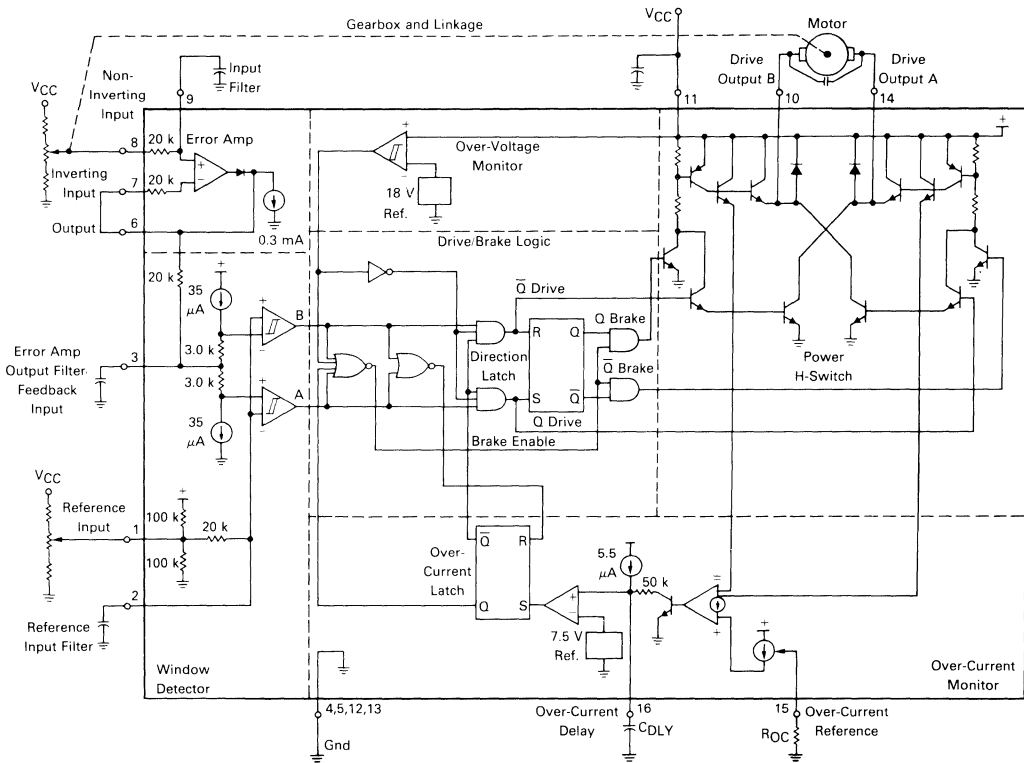 Gearbox and Linkage
VCC
Motor
Drive
Output B
Drive
Output A
Input
Filter
Non-
Inverting
Input
VCC
9
11
10
14
8
20 k
Error Amp
Inverting
Input
7
20 k
Output
6
0.3 mA
Over-Voltage
Monitor
18 V
Ref.
Drive/Brake Logic
20 k
35
μA
B
Q̅ Drive
Q Brake
R
Q
Direction
Latch
S
Q̅
Q̅ Brake
Power
H-Switch
Error Amp
Output Filter
Feedback
Input
3
3.0 k
3.0 k
A
35
μA
Q Drive
Brake Enable
VCC
Reference
Input
1
100 k
20 k
100 k
2
Reference
Input Filter
Over-
Current
Latch
Q̅
R
Q
S
5.5
μA
50 k
7.5 V
Ref.
Window
Detector
Over-Current
Monitor
4,5,12,13
Gnd
Over-Current
Delay
16
CDLY
15
Over-Current
Reference
ROC